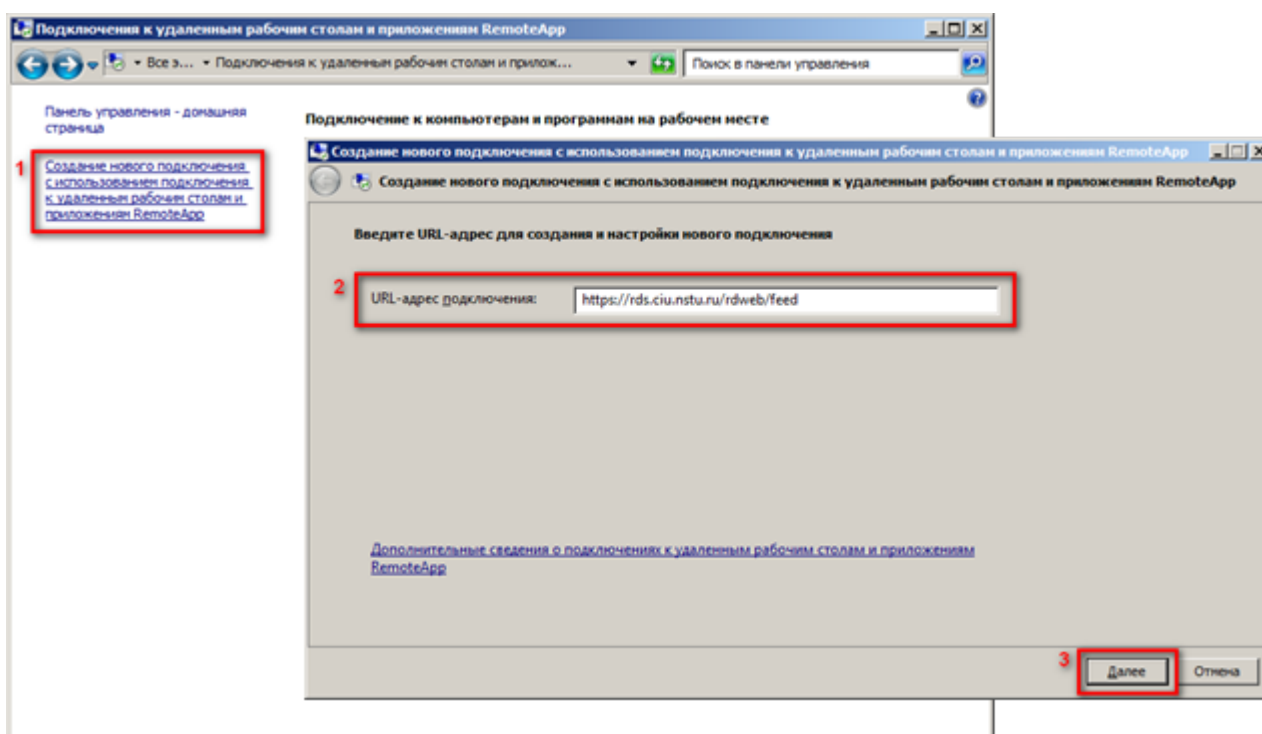 Подключения к удаленным рабочим столам и приложениям RemoteApp
Все э... Подключения к удаленным рабочим столам и прилож...
Поиск в панели управления
Панель управления - домашняя
страница
Подключение к компьютерам и программам на рабочем месте
1
Создание нового подключения
с использованием подключения
к удаленным рабочим столам и
приложениям RemoteApp
Создание нового подключения с использованием подключения к удаленным рабочим столам и приложениям RemoteApp
Создание нового подключения с использованием подключения к удаленным рабочим столам и приложениям RemoteApp
Введите URL-адрес для создания и настройки нового подключения
2
URL-адрес подключения:
https://rds.ciu.nstu.ru/rdweb/feed
Дополнительные сведения о подключениях к удаленным рабочим столам и приложениям
RemoteApp
3
Далее
Отмена